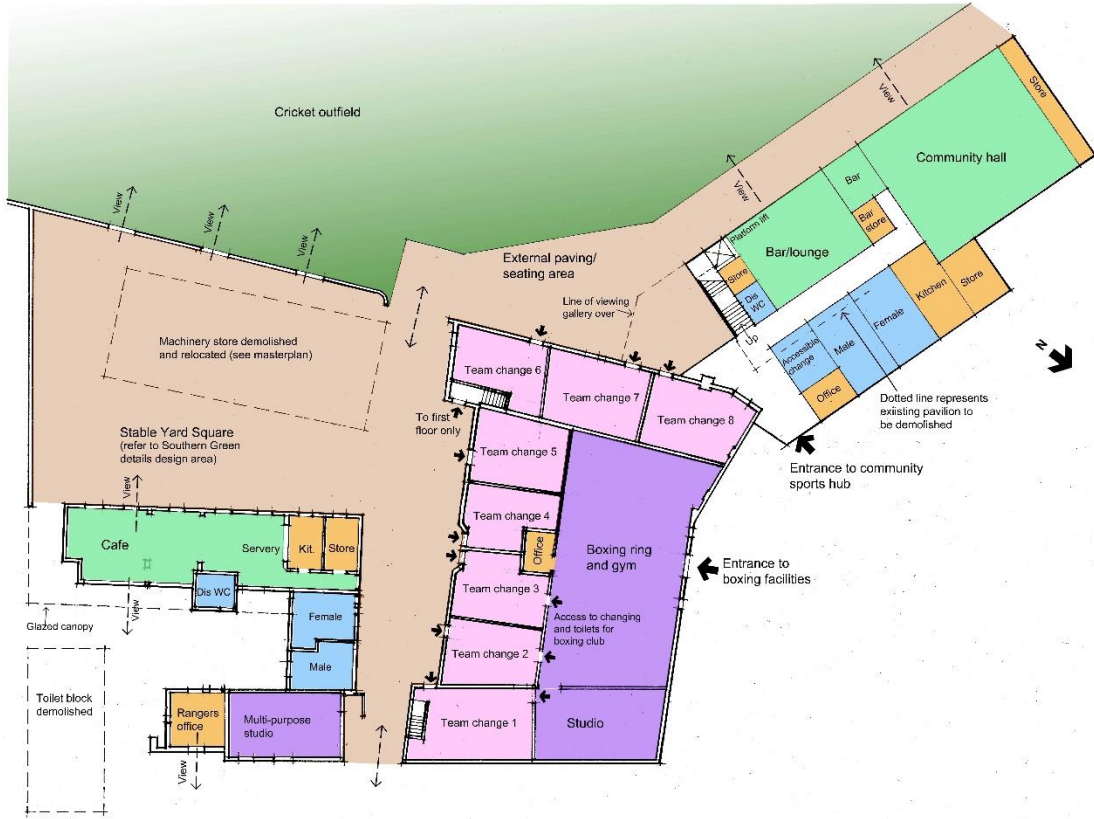 Cricket outfield
View
View
View
View
View
Store
Community hall
Bar
Bar
store
Platform lift
Bar/lounge
Store
Dis
WC
Up
External paving/
seating area
Line of viewing
gallery over
Kitchen
Store
Female
Male
Accessible
change
Office
N
Dotted line represents
exiisting pavilion to
be demolished
Entrance to community
sports hub
Machinery store demolished
and relocated (see masterplan)
Team change 6
Team change 7
Team change 8
To first
floor only
Stable Yard Square
(refer to Southern Green
details design area)
Team change 5
Team change 4
Office
Boxing ring
and gym
Entrance to
boxing facilities
View
Cafe
Servery
Kit.
Store
Dis WC
View
Glazed canopy
Female
Male
Team change 3
Access to changing
and toilets for
boxing club
Team change 2
Toilet block
demolished
Rangers
office
Multi-purpose
studio
Team change 1
Studio
View